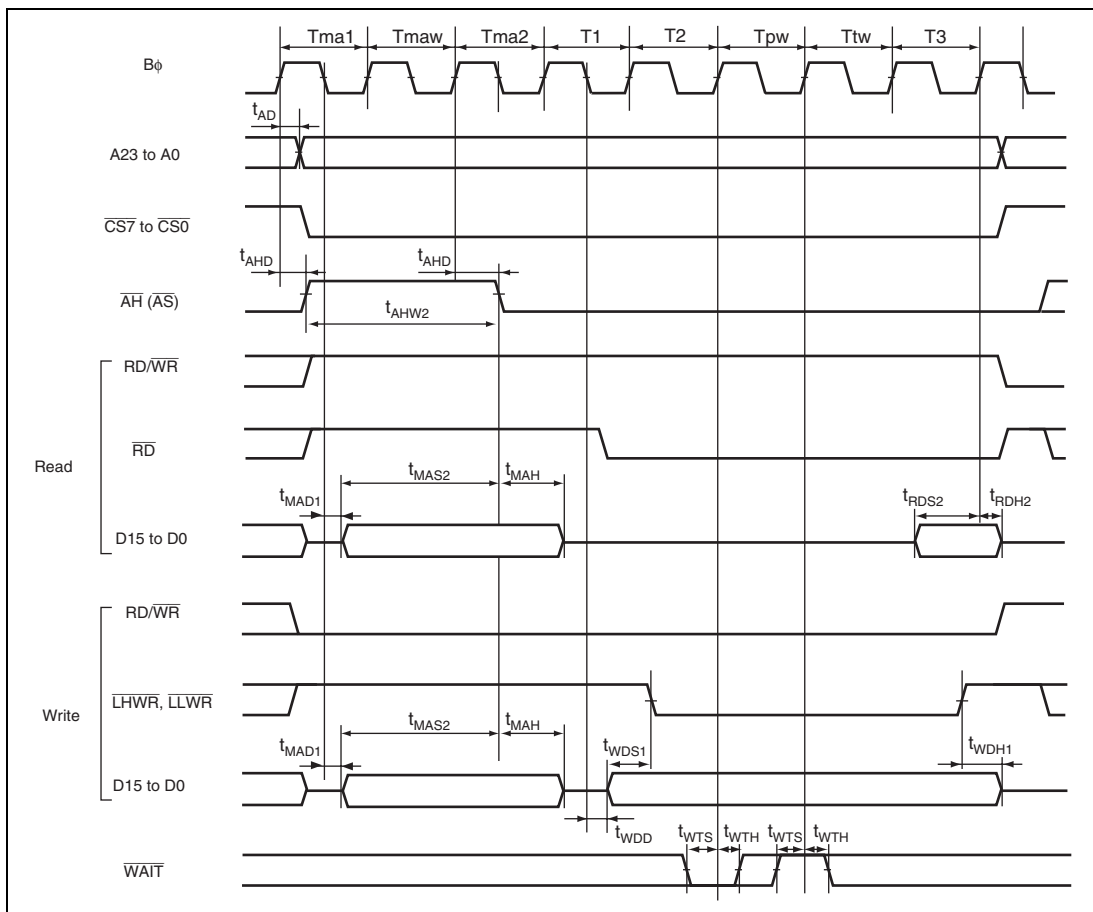 Tma1 Tmaw Tma2 T1 T2 Tpw Ttw T3
Bφ
tAD
A23 to A0
CS7 to CS0
tAHD tAHD
AH (AS)
tAHW2
RD/WR
Read
RD
tMAD1 tMAS2 tMAH tRDS2 tRDH2
D15 to D0
RD/WR
Write
LHWR, LLWR
tMAD1 tMAS2 tMAH tWDS1 tWDH1
D15 to D0
tWDD
tWTS tWTH tWTS tWTH
WAIT